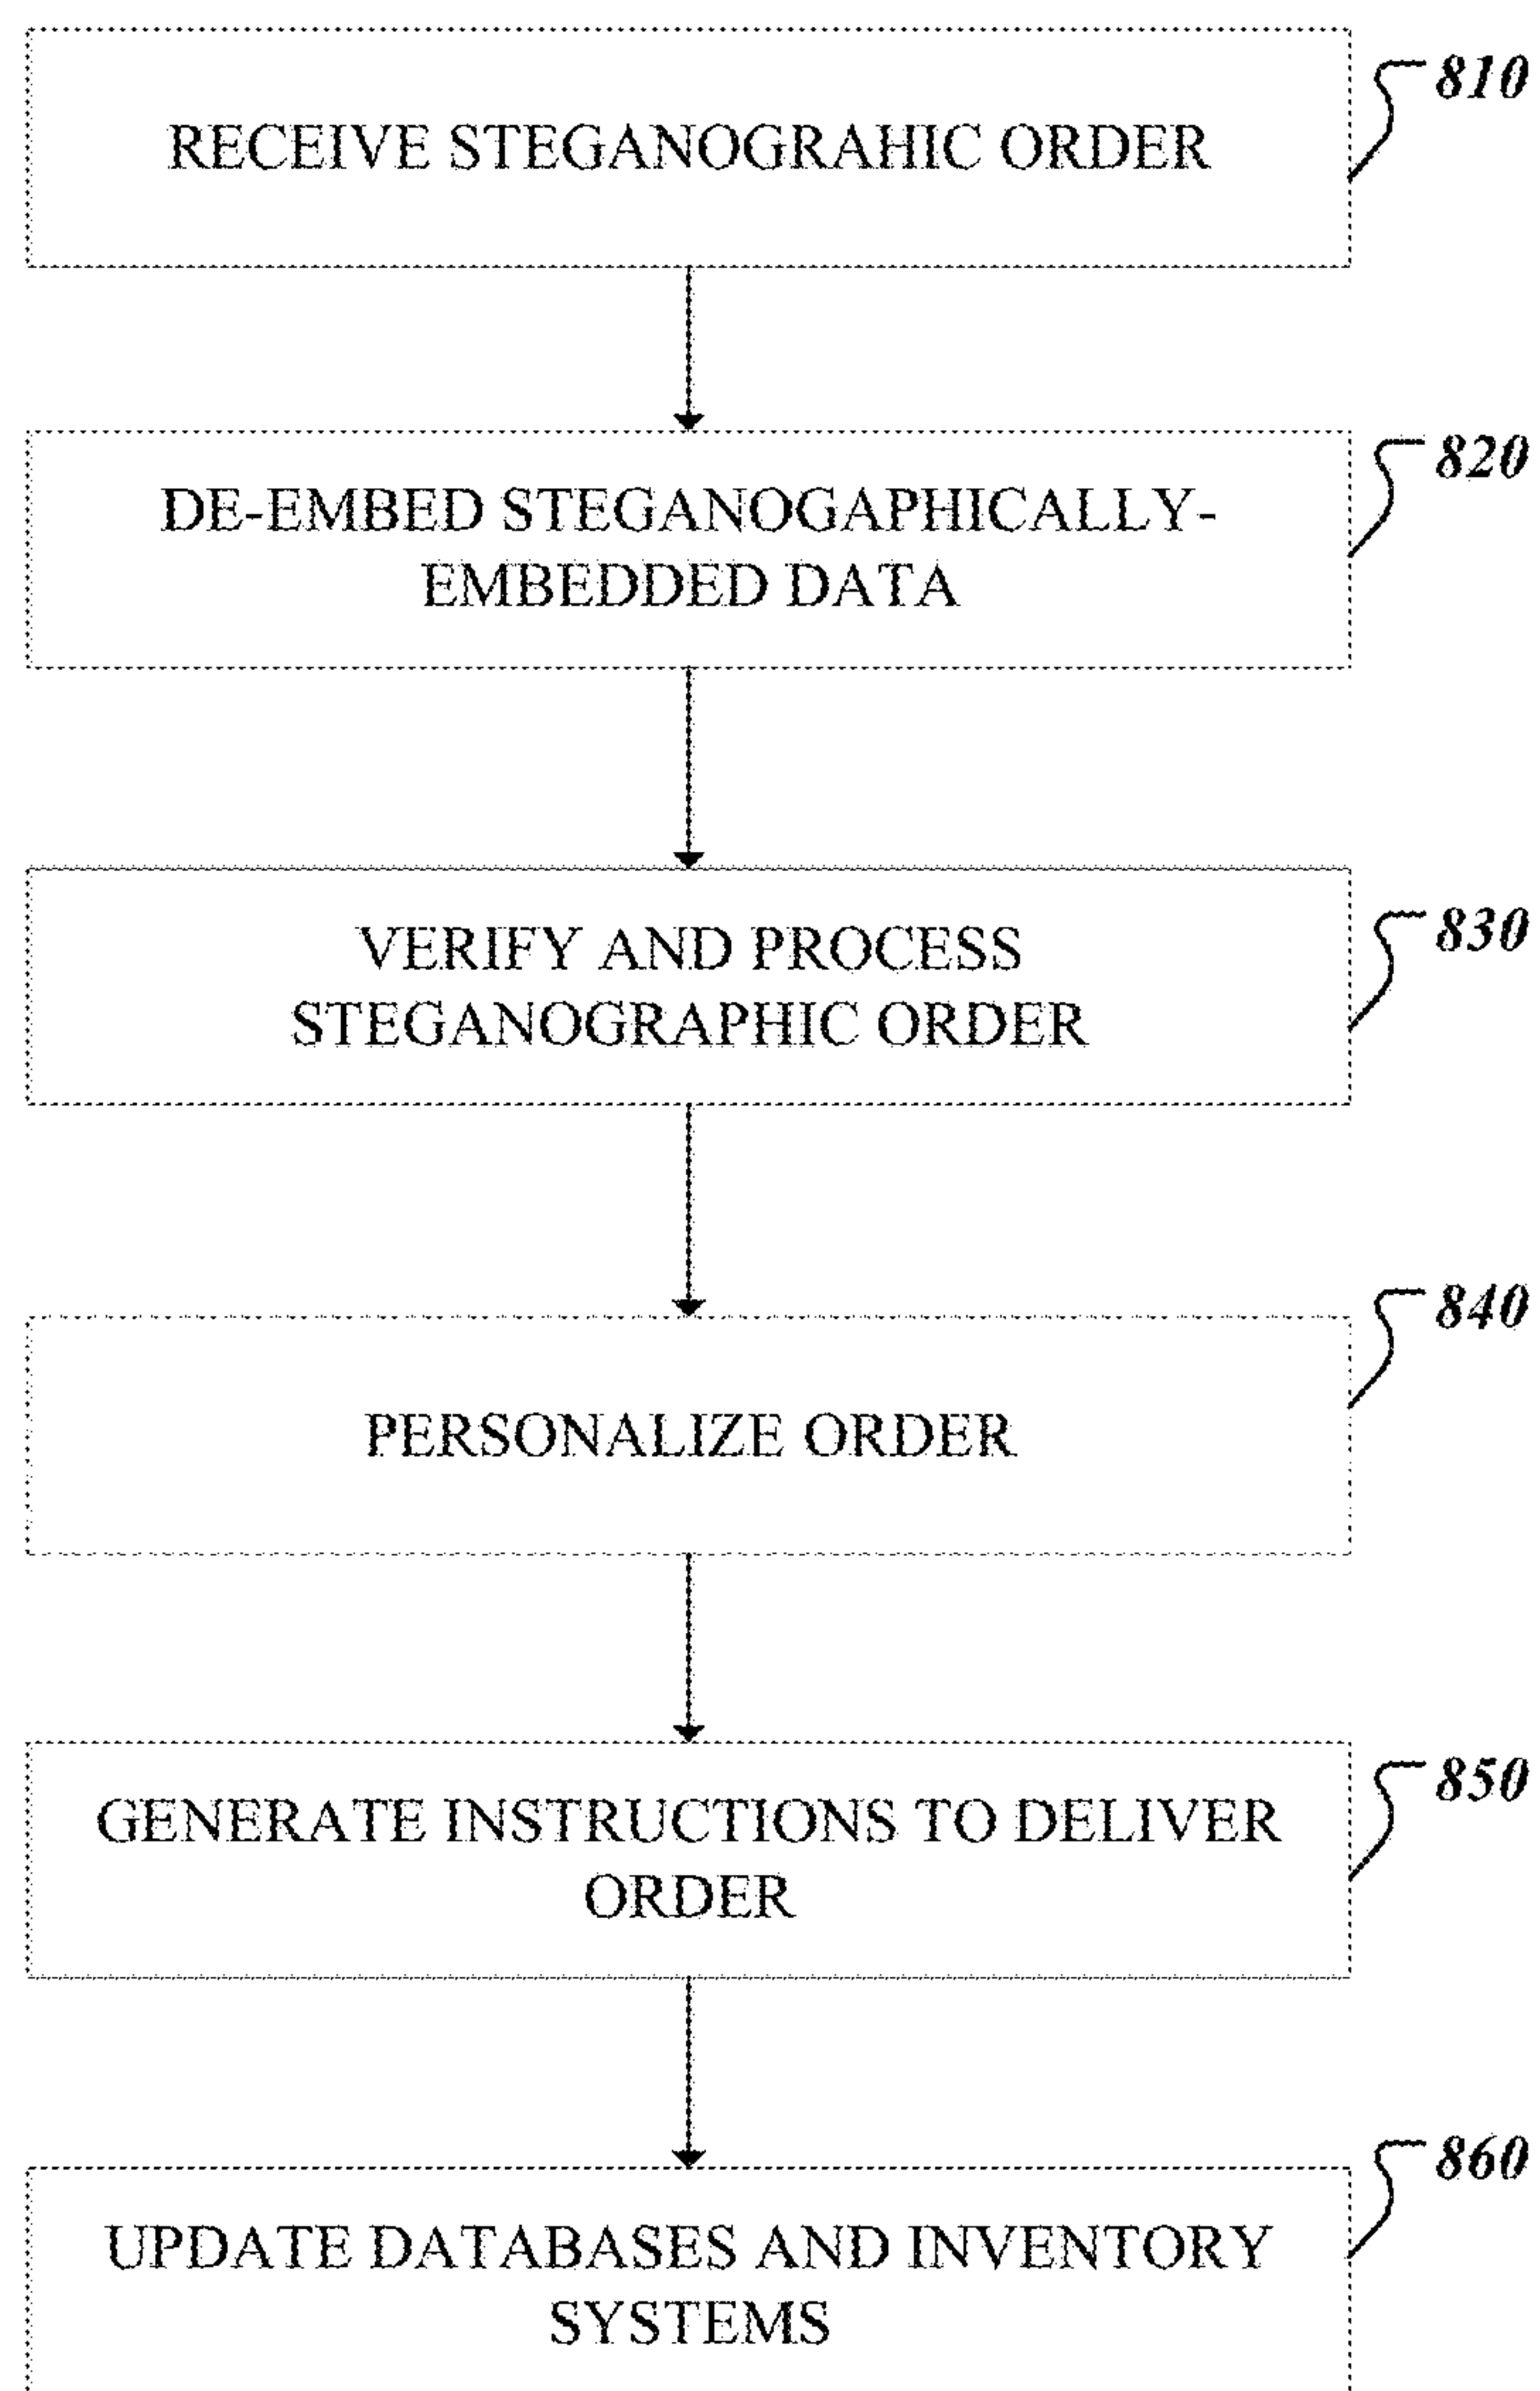 810
RECEIVE STEGANOGRAHIC ORDER
820
DE-EMBED STEGANOGAPHICALLY-
EMBEDDED DATA
830
VERIFY AND PROCESS
STEGANOGRAPHIC ORDER
840
PERSONALIZE ORDER
850
GENERATE INSTRUCTIONS TO DELIVER
ORDER
860
UPDATE DATABASES AND INVENTORY
SYSTEMS